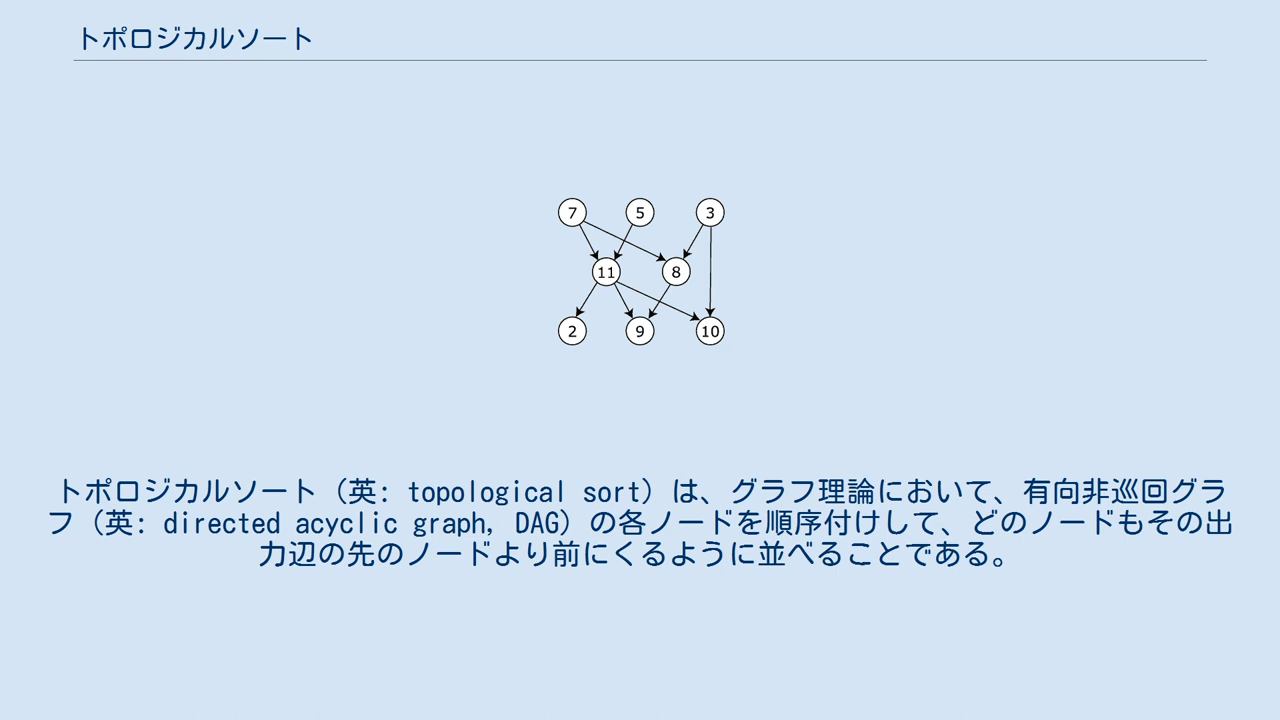 トポロジカルソート
7 5 3
11 8
2 9 10
トポロジカルソート（英: topological sort）は、グラフ理論において、有向非巡回グラ
フ（英: directed acyclic graph, DAG）の各ノードを順序付けして、どのノードもその出
力辺の先のノードより前にくるように並べることである。